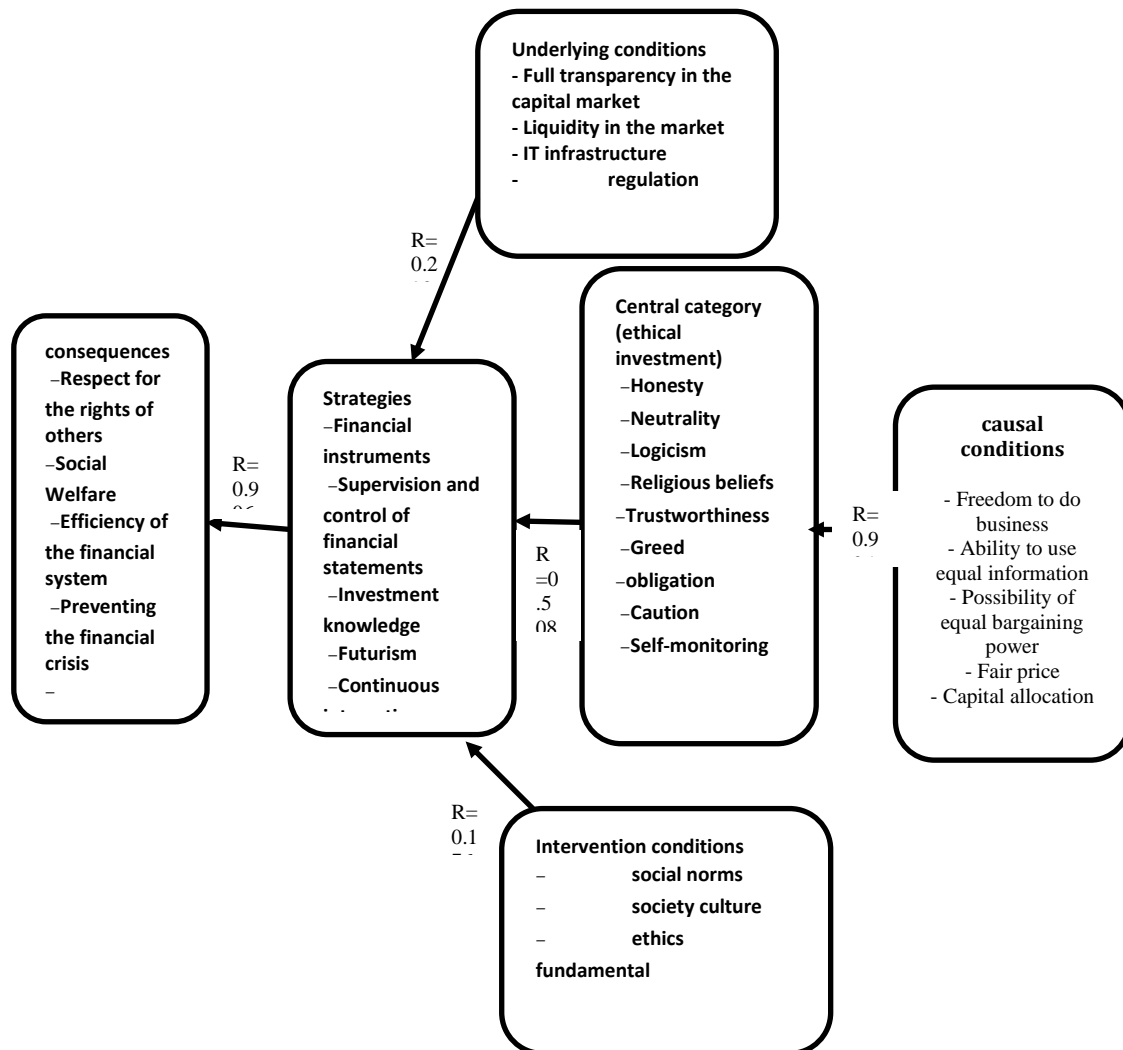 Underlying conditions
- Full transparency in the
capital market
- Liquidity in the market
- IT infrastructure
- regulation
R=
0.2
Central category
(ethical
investment)
–Honesty
–Neutrality
–Logicism
–Religious beliefs
–Trustworthiness
–Greed
–obligation
–Caution
–Self-monitoring
consequences
–Respect for
the rights of
others
–Social
Welfare
–Efficiency of
the financial
system
–Preventing
the financial
crisis
–
R=
0.9
Strategies
–Financial
instruments
–Supervision and
control of
financial
statements
–Investment
knowledge
–Futurism
–Continuous
R
=0
.5
08
R=
0.9
causal
conditions
- Freedom to do
business
- Ability to use
equal information
- Possibility of
equal bargaining
power
- Fair price
- Capital allocation
R=
0.1
Intervention conditions
– social norms
– society culture
– ethics
fundamental